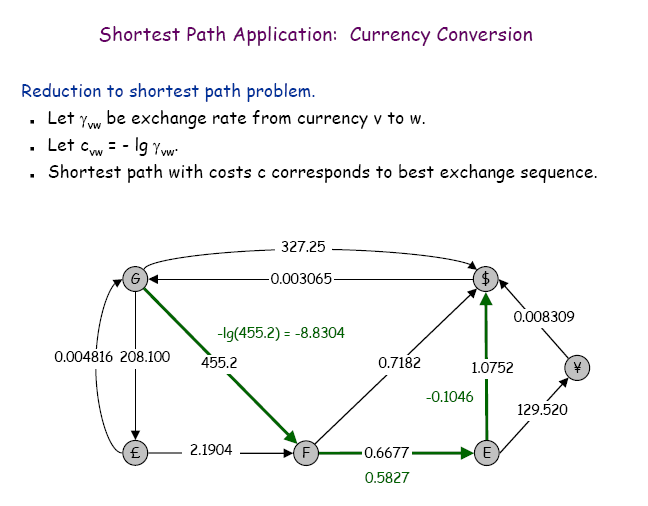 Shortest Path Application: Currency Conversion
Reduction to shortest path problem.
▪ Let γvw be exchange rate from currency v to w.
▪ Let cvw = - lg γvw.
▪ Shortest path with costs c corresponds to best exchange sequence.
327.25
G 0.003065 $
0.008309
-lg(455.2) = -8.8304
0.004816 208.100 455.2 0.7182 1.0752 ¥
-0.1046
129.520
£ 2.1904 F 0.6677 E
0.5827